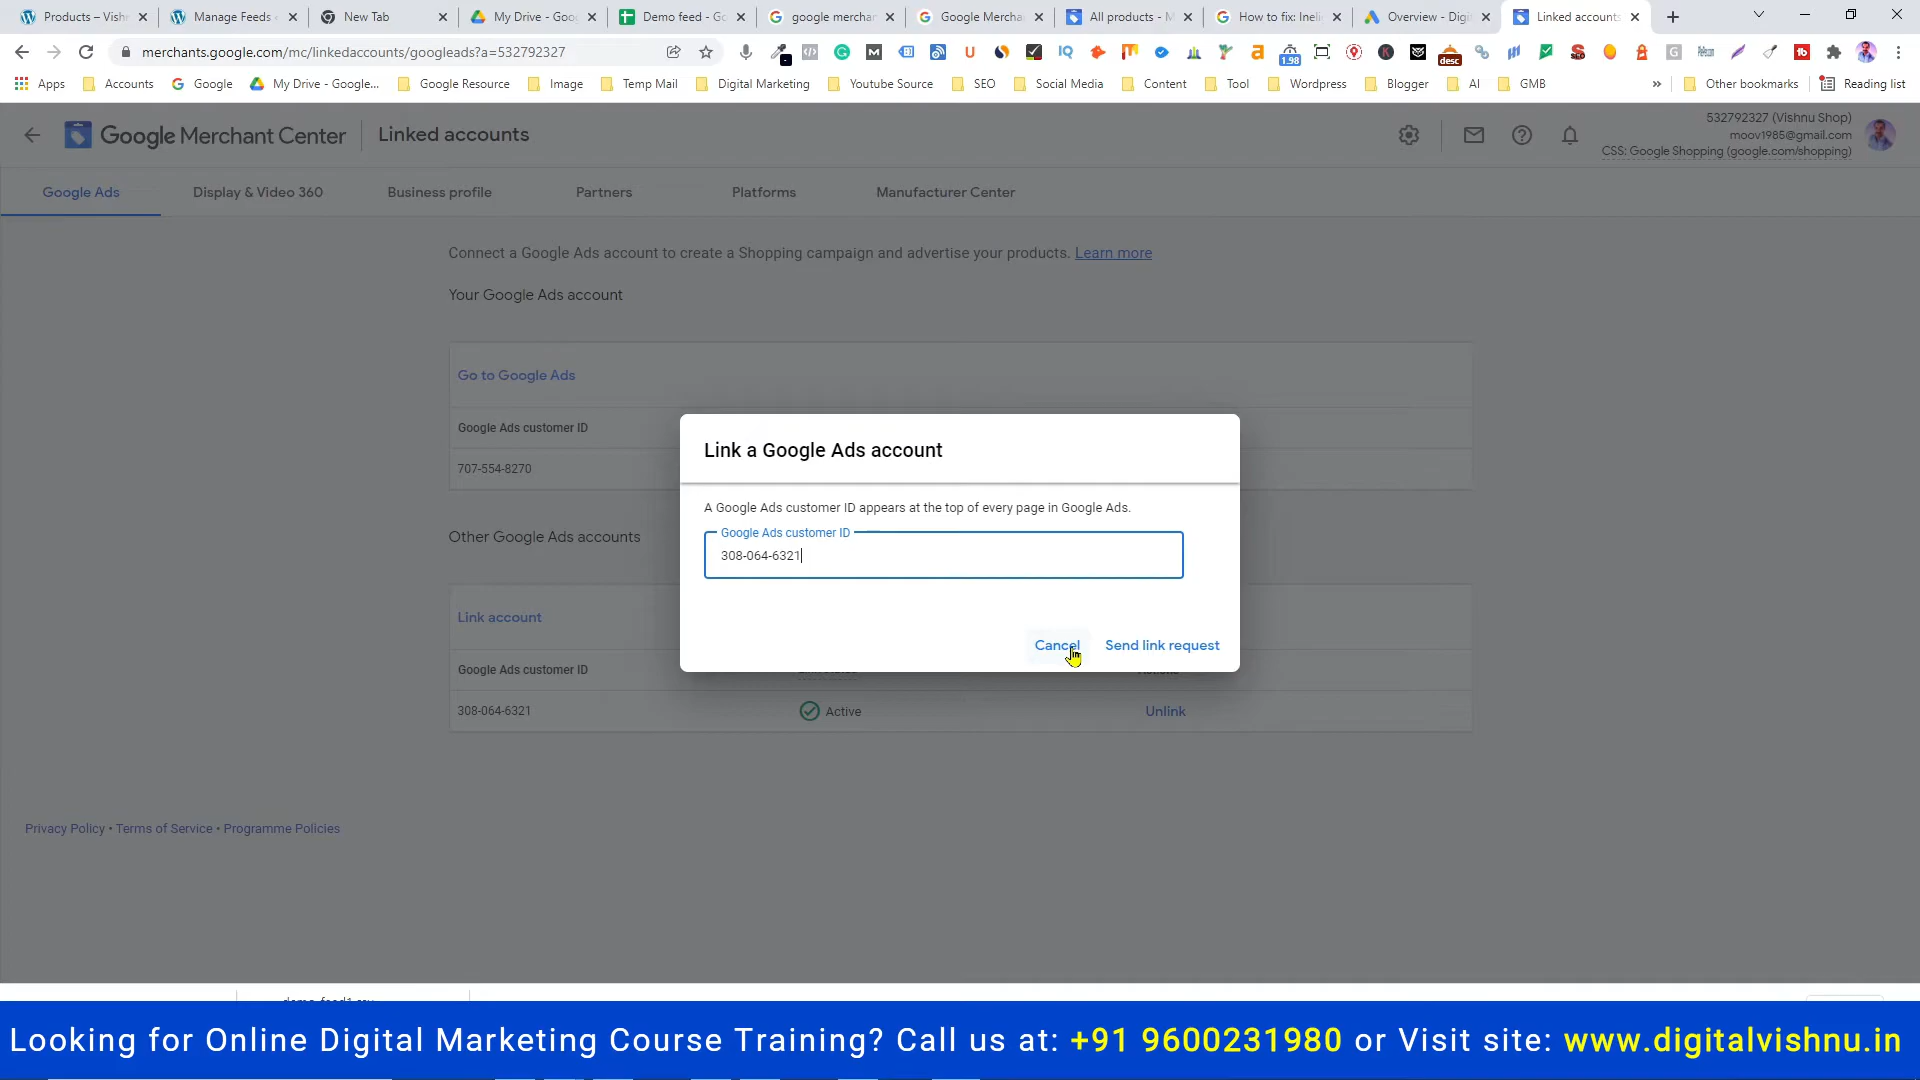 Products – Vish
Manage Feeds
New Tab
My Drive - Goo
Demo feed - Go
google merchan
Google Mercha
All products - M
How to fix: Ineli
Overview - Digit
Linked accounts
merchants.google.com/mc/linkedaccounts/googleads?a=532792327
1.98
desc
Apps
Accounts
Google
My Drive - Google...
Google Resource
Image
Temp Mail
Digital Marketing
Youtube Source
SEO
Social Media
Content
Tool
Wordpress
Blogger
AI
GMB
»
Other bookmarks
Reading list
Google Merchant Center
Linked accounts
532792327 (Vishnu Shop)
moov1985@gmail.com
CSS: Google Shopping (google.com/shopping)
Google Ads
Display & Video 360
Business profile
Partners
Platforms
Manufacturer Center
Connect a Google Ads account to create a Shopping campaign and advertise your products. Learn more
Your Google Ads account
Go to Google Ads
Google Ads customer ID
707-554-8270
Link a Google Ads account
A Google Ads customer ID appears at the top of every page in Google Ads.
Google Ads customer ID
308-064-6321
Cancel
Send link request
Other Google Ads accounts
Link account
Google Ads customer ID
308-064-6321
Active
Unlink
Privacy Policy • Terms of Service • Programme Policies
Looking for Online Digital Marketing Course Training? Call us at: +91 9600231980 or Visit site: www.digitalvishnu.in